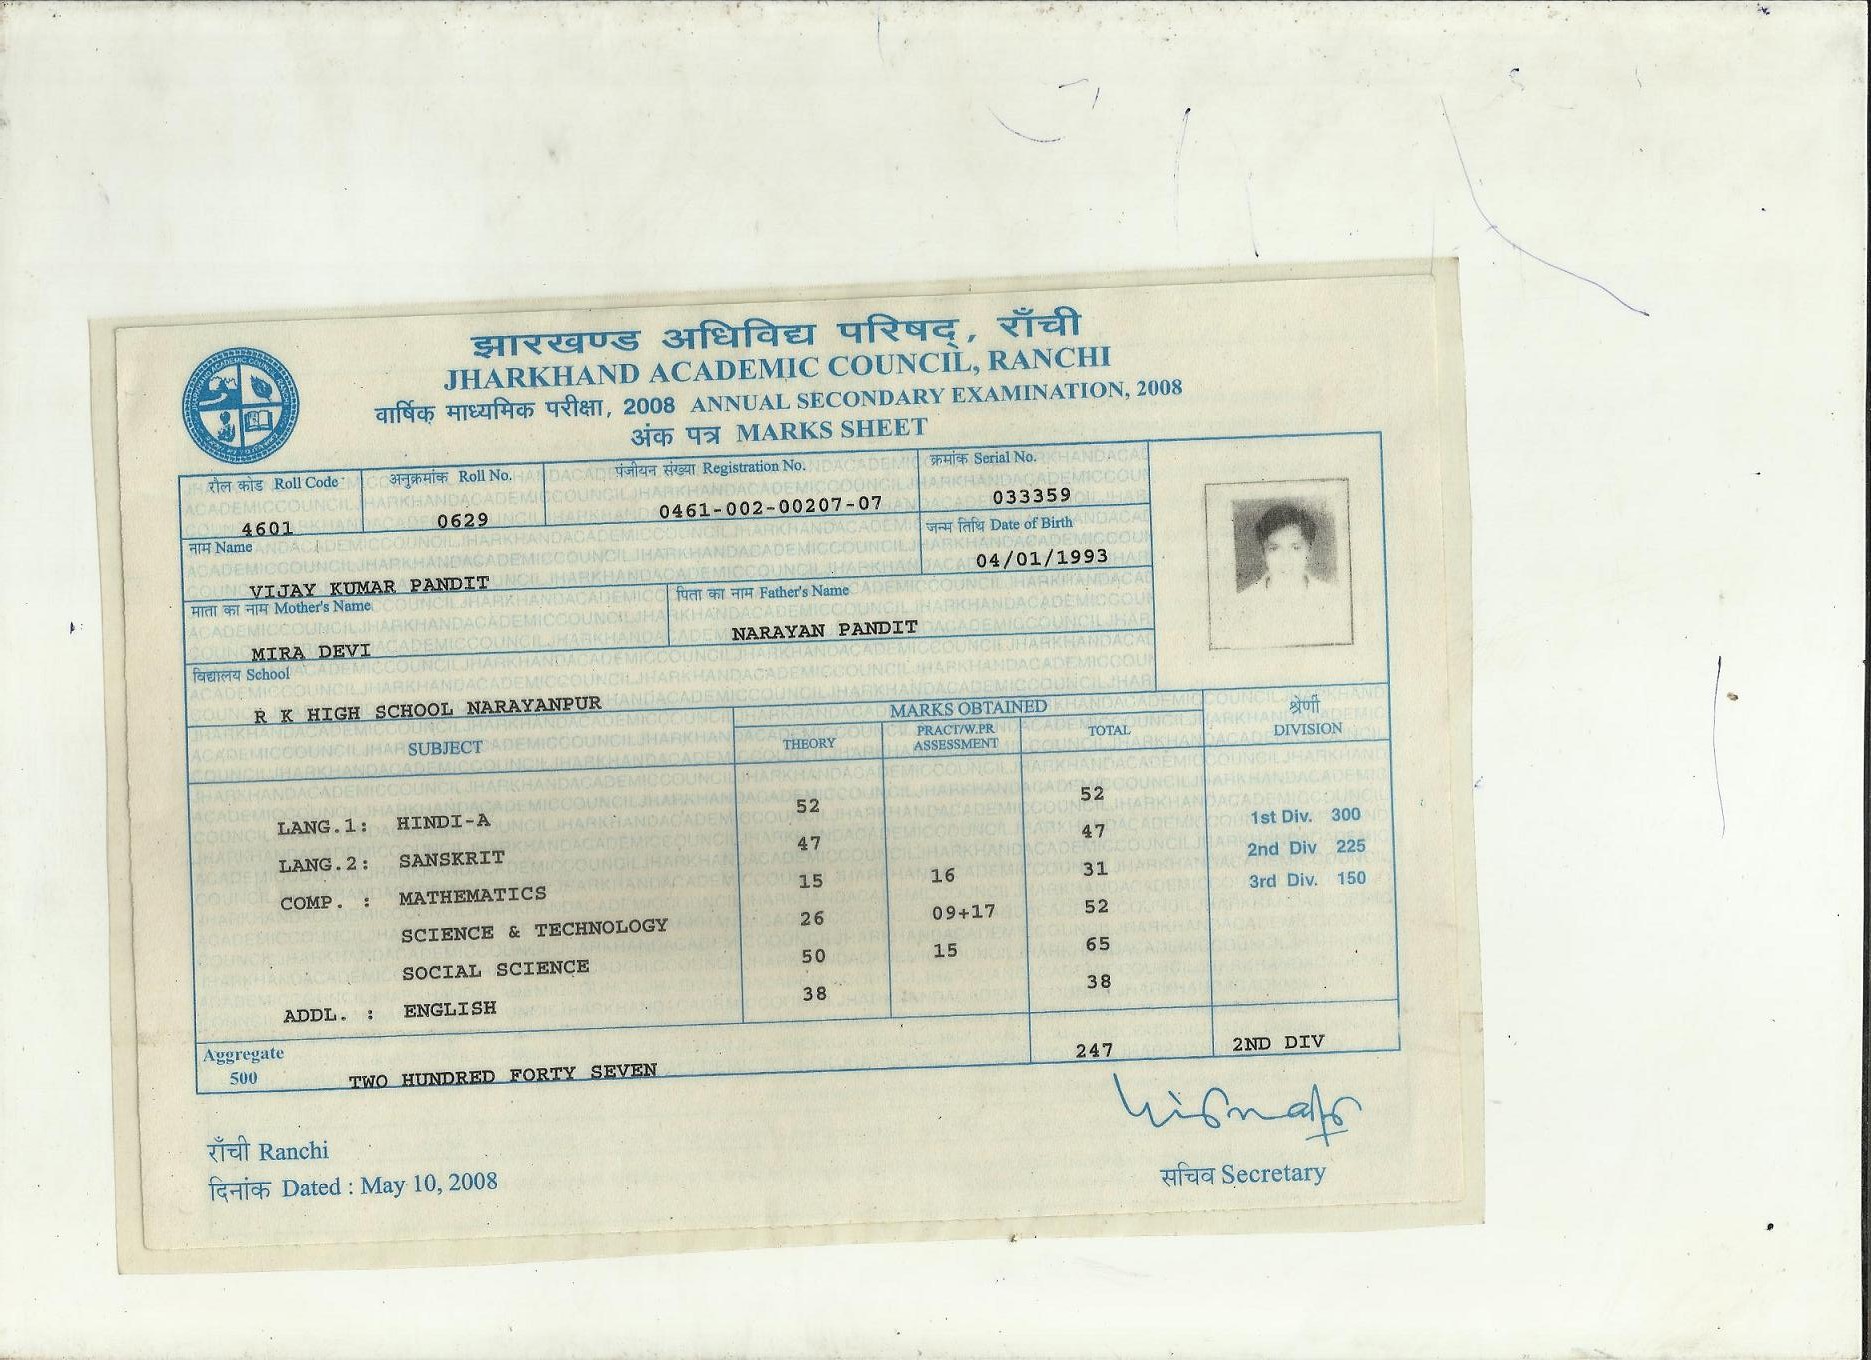 झारखण्ड अधिविद्य परिषद्, राँची
JHARKHAND ACADEMIC COUNCIL, RANCHI
वार्षिक माध्यमिक परीक्षा, 2008 ANNUAL SECONDARY EXAMINATION, 2008
अंक पत्र MARKS SHEET
रौल कोड Roll Code अनुक्रमांक Roll No. पंजीयन संख्या Registration No. क्रमांक Serial No.
4601 0629 0461-002-00207-07 033359
नाम Name जन्म तिथि Date of Birth
VIJAY KUMAR PANDIT 04/01/1993
माता का नाम Mother's Name पिता का नाम Father's Name
MIRA DEVI NARAYAN PANDIT
विद्यालय School
R K HIGH SCHOOL NARAYANPUR
SUBJECT MARKS OBTAINED श्रेणी
THEORY PRACT/W.PR ASSESSMENT TOTAL DIVISION
LANG.1: HINDI-A 52 52
LANG.2: SANSKRIT 47 47
COMP. : MATHEMATICS 15 16 31
SCIENCE & TECHNOLOGY 26 09+17 52
SOCIAL SCIENCE 50 15 65
ADDL. : ENGLISH 38 38
1st Div. 300
2nd Div 225
3rd Div. 150
Aggregate
500 TWO HUNDRED FORTY SEVEN 247 2ND DIV
राँची Ranchi
दिनांक Dated : May 10, 2008
सचिव Secretary